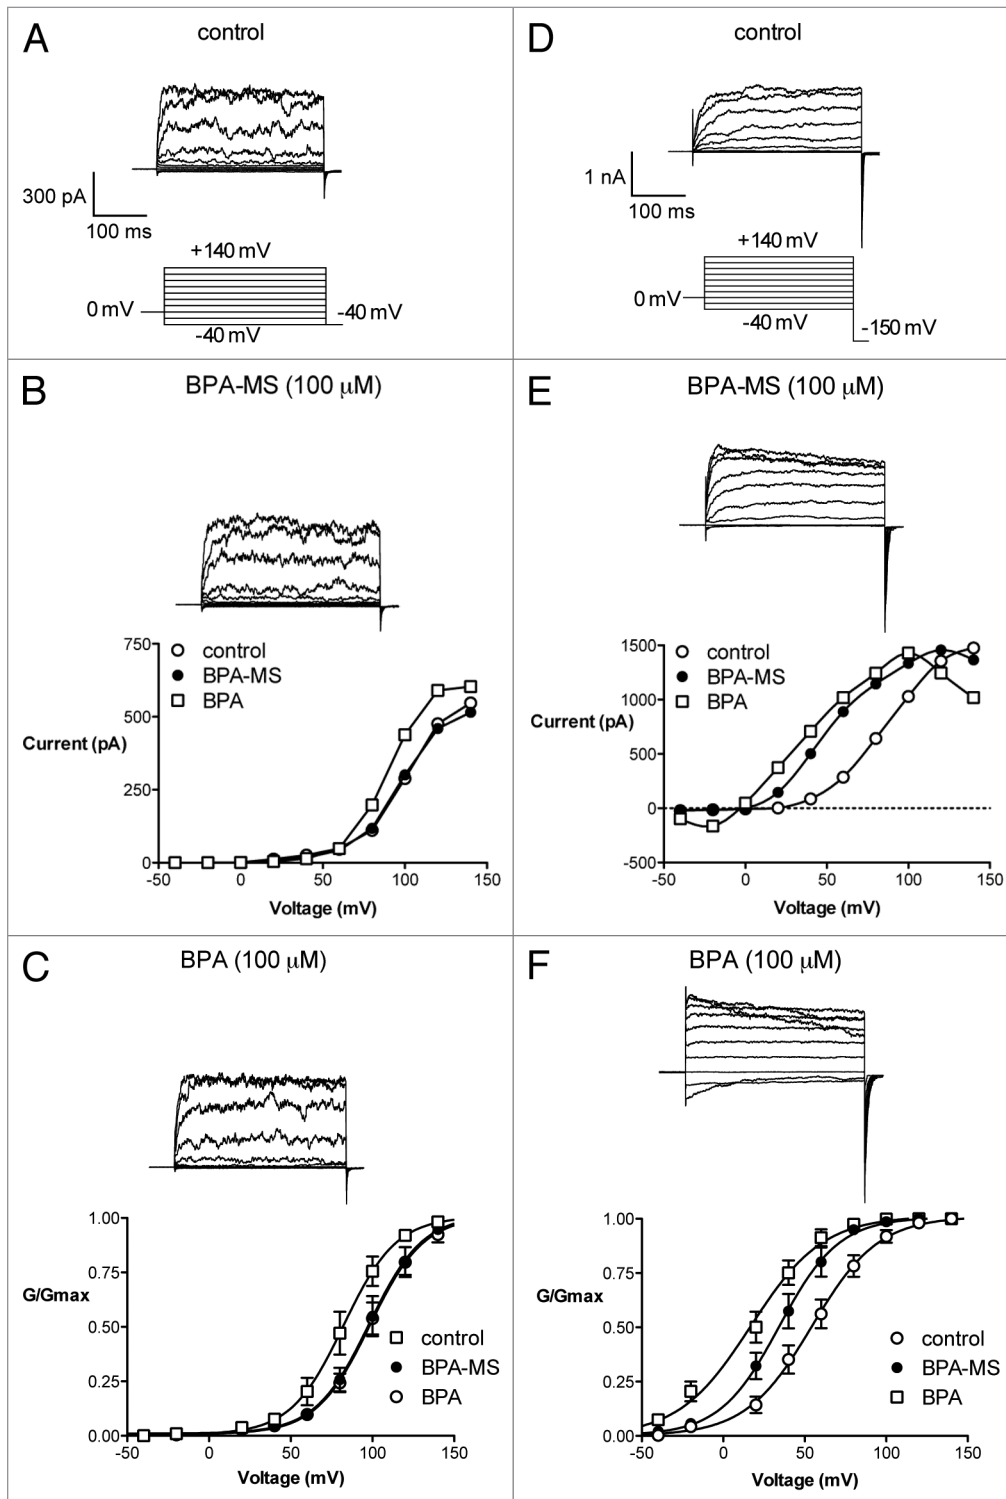 A
control
300 pA
100 ms
+140 mV
0 mV
-40 mV
-40 mV
D
control
1 nA
100 ms
+140 mV
0 mV
-40 mV
-150 mV
B
BPA-MS (100 µM)
750
500
250
0
control
BPA-MS
BPA
Current (pA)
-50 0 50 100 150
Voltage (mV)
E
BPA-MS (100 µM)
1500
1000
500
0
-500
control
BPA-MS
BPA
Current (pA)
-50 0 50 100 150
Voltage (mV)
C
BPA (100 µM)
1.00
0.75
0.50
0.25
0.00
G/Gmax
control
BPA-MS
BPA
-50 0 50 100 150
Voltage (mV)
F
BPA (100 µM)
1.00
0.75
0.50
0.25
0.00
G/Gmax
control
BPA-MS
BPA
-50 0 50 100 150
Voltage (mV)